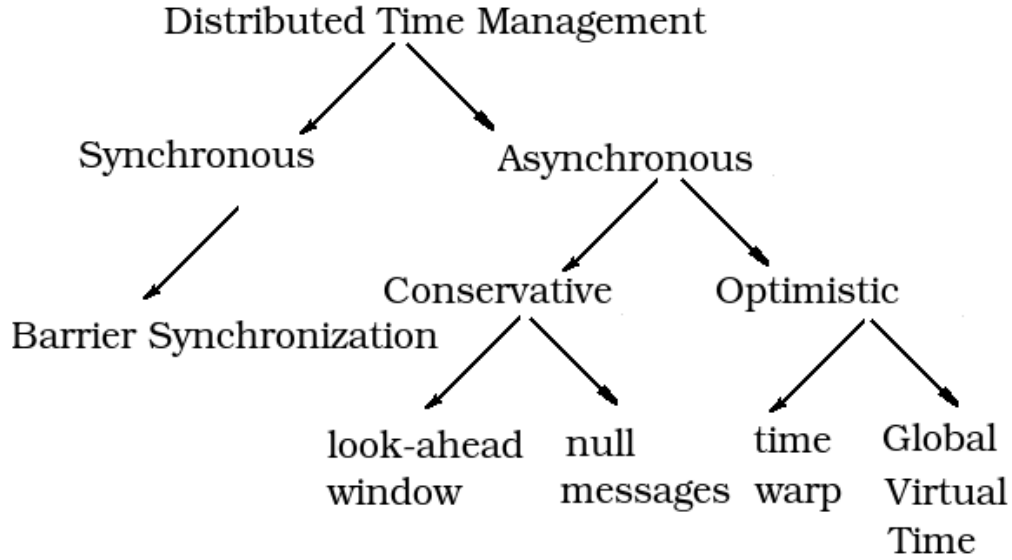 Distributed Time Management
Synchronous
Asynchronous
Conservative
Optimistic
Barrier Synchronization
look-ahead
window
null
messages
time
warp
Global
Virtual
Time